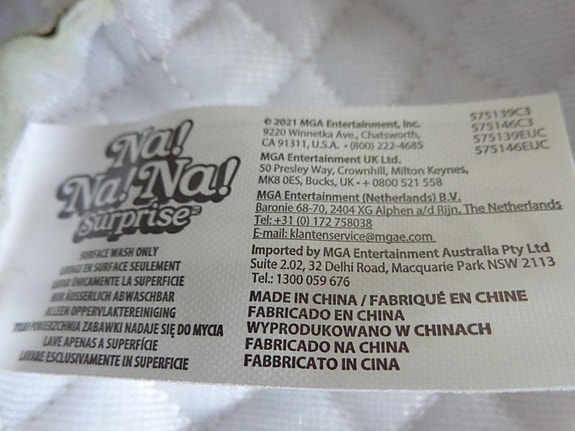 Na!
Na! Na!
Surprise™
SURFACE WASH ONLY
LAVAGE EN SURFACE SEULEMENT
LAVAR ÚNICAMENTE LA SUPERFICIE
NUR ÄUSSERLICH ABWASCHBAR
ALLEEN OPPERVLAKTEREINIGING
TYLKO POWIERZCHNIA ZABAWKI NADAJE SIĘ DO MYCIA
LAVE APENAS A SUPERFÍCIE
LAVARE ESCLUSIVAMENTE IN SUPERFICIE
© 2021 MGA Entertainment, Inc.
9220 Winnetka Ave., Chatsworth,
CA 91311, U.S.A. • (800) 222-4685
MGA Entertainment UK Ltd.
50 Presley Way, Crownhill, Milton Keynes,
MK8 0ES, Bucks, UK • + 0800 521 558
MGA Entertainment (Netherlands) B.V.
Baronie 68-70, 2404 XG Alphen a/d Rijn, The Netherlands
Tel: +31 (0) 172 758038
E-mail: klantenservice@mgae.com
Imported by MGA Entertainment Australia Pty Ltd
Suite 2.02, 32 Delhi Road, Macquarie Park NSW 2113
Tel.: 1300 059 676
MADE IN CHINA / FABRIQUÉ EN CHINE
FABRICADO EN CHINA
WYPRODUKOWANO W CHINACH
FABRICADO NA CHINA
FABBRICATO IN CINA
575139C3
575146C3
575139EUC
575146EUC